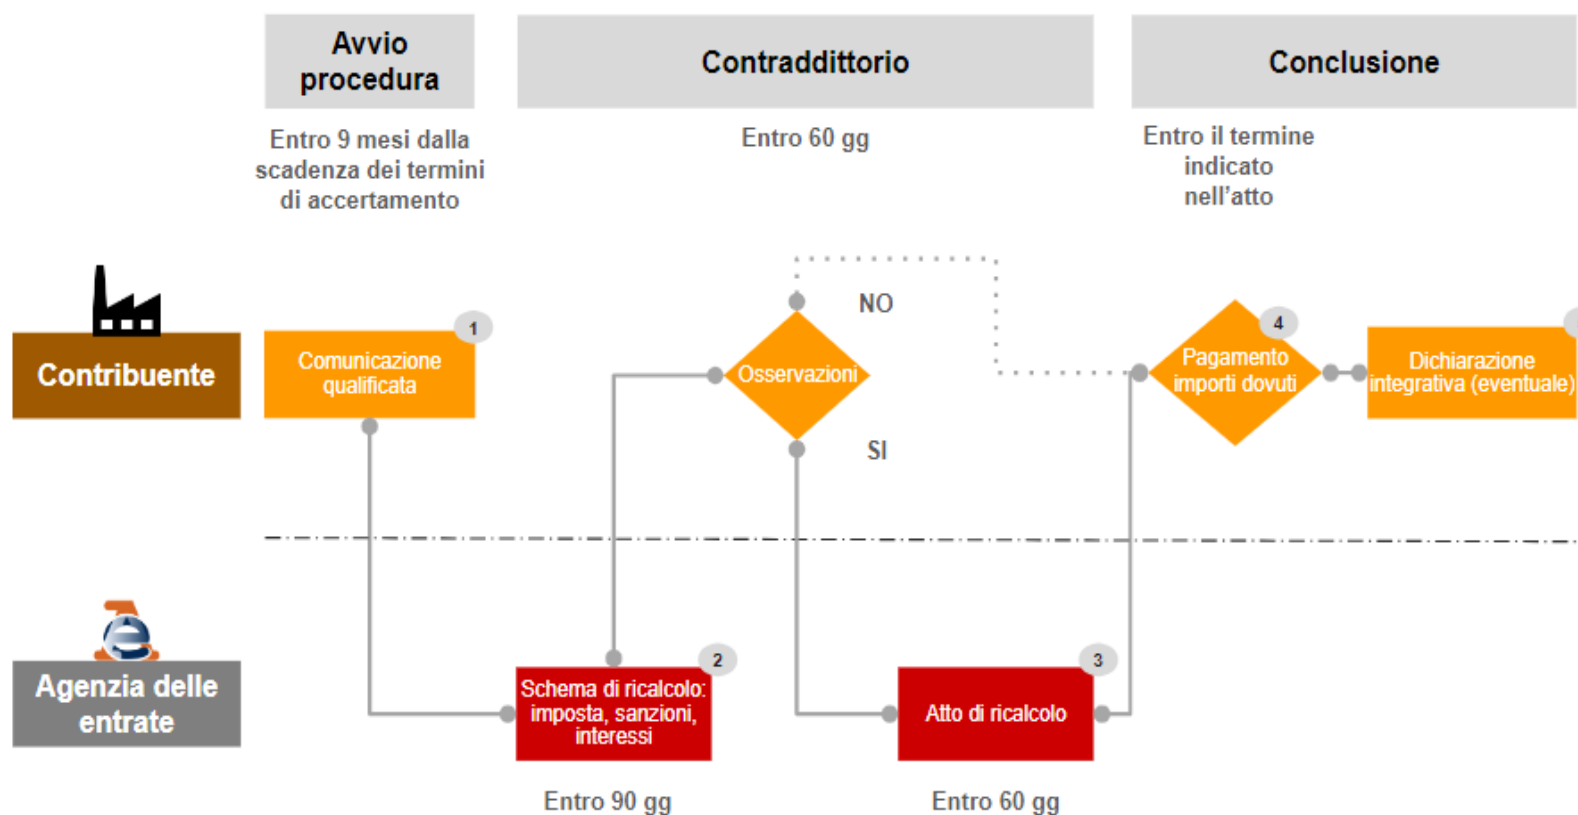 Avvio
procedura
Contraddittorio
Conclusione
Entro 9 mesi dalla
scadenza dei termini
di accertamento
Entro 60 gg
Entro il termine
indicato
nell'atto
Contribuente
1
Comunicazione
qualificata
NO
Osservazioni
SI
4
Pagamento
importi dovuti
Dichiarazione
integrativa (eventuale)
Agenzia delle
entrate
2
Schema di ricalcolo:
imposta, sanzioni,
interessi
3
Atto di ricalcolo
Entro 90 gg
Entro 60 gg